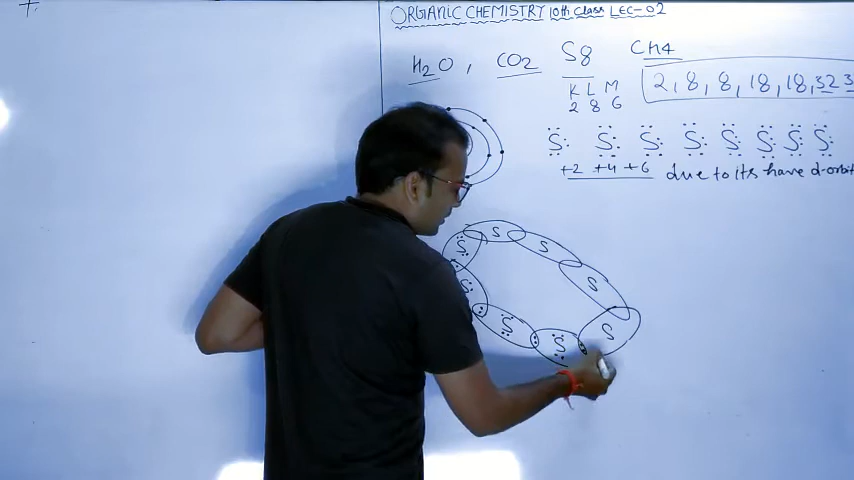 ORGANIC CHEMISTRY 10th Class LEC-02
H2O, CO2 S8 CH4
K L M
2 8 6
2, 8, 8, 18, 18, 32
S S S S S S S S
+2 +4 +6 due to its have d-orbit
S S
S S
S S
S S